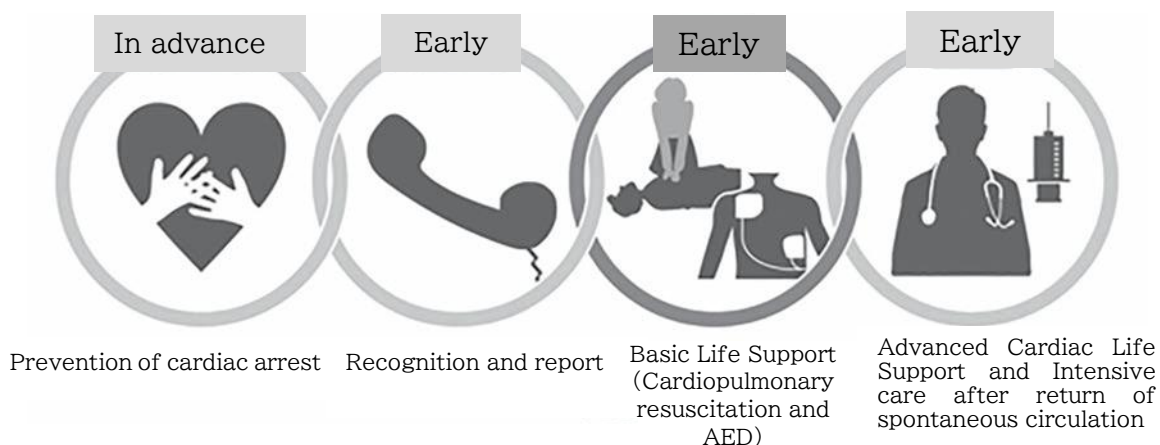 In advance
Early
Early
Early
Prevention of cardiac arrest
Recognition and report
Basic Life Support
(Cardiopulmonary
resuscitation and
AED)
Advanced Cardiac Life
Support and Intensive
care after return of
spontaneous circulation